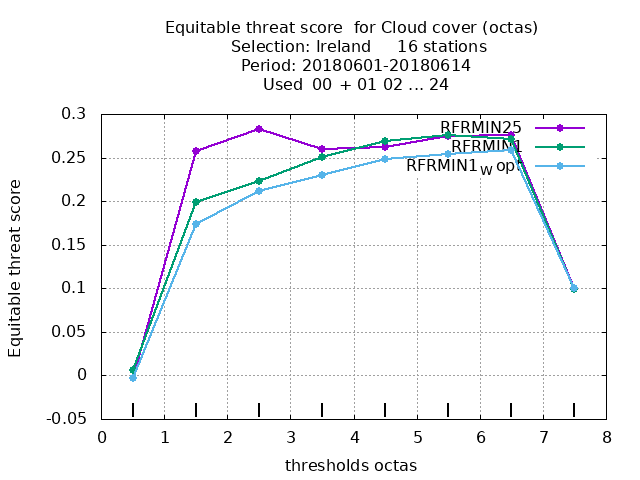 Equitable threat score for Cloud cover (octas)
Selection: Ireland 16 stations
Period: 20180601-20180614
Used 00 + 01 02 ... 24
RFRMIN25
RFRMIN1
RFRMIN1w opt
0.3
0.25
0.2
0.15
0.1
0.05
0
-0.05
Equitable threat score
0 1 2 3 4 5 6 7 8
thresholds octas